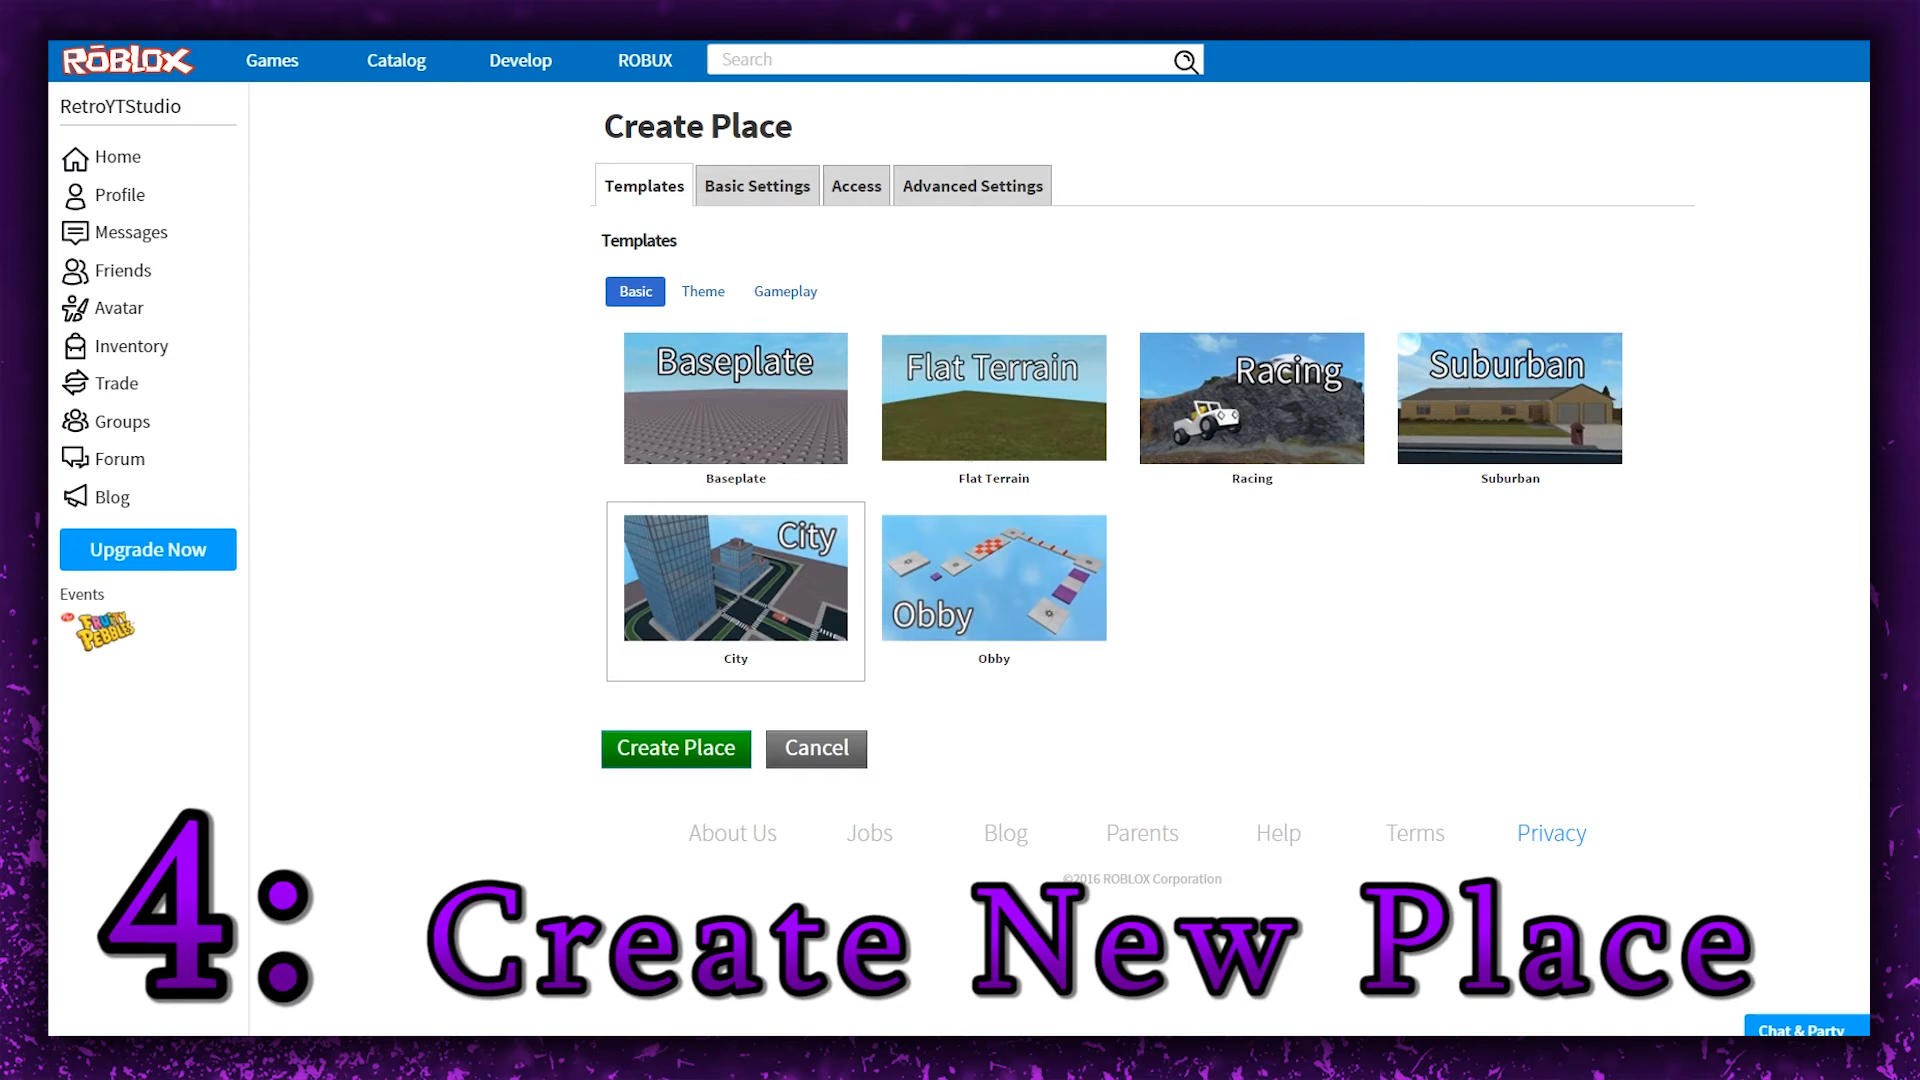 ROBLOX
Games
Catalog
Develop
ROBUX
Search
RetroYTStudio
Home
Profile
Messages
Friends
Avatar
Inventory
Trade
Groups
Forum
Blog
Upgrade Now
Events
Post
FRUITY
PEBBLES
Create Place
Templates
Basic Settings
Access
Advanced Settings
Templates
Basic
Theme
Gameplay
Baseplate
Flat Terrain
Racing
Suburban
Baseplate
Flat Terrain
Racing
Suburban
City
Obby
City
Obby
Create Place
Cancel
About Us
Jobs
Blog
Parents
Help
Terms
Privacy
©2016 ROBLOX Corporation
4: Create New Place
Chat & Party